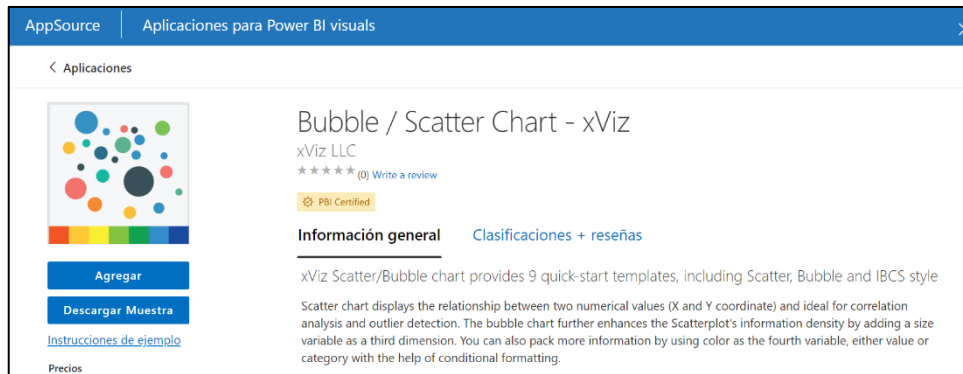 AppSource
Aplicaciones para Power BI visuals
< Aplicaciones
Bubble / Scatter Chart - xViz
xViz LLC
(0) Write a review
PBI Certified
Información general
Clasificaciones + reseñas
Agregar
Descargar Muestra
Instrucciones de ejemplo
Precios
xViz Scatter/Bubble chart provides 9 quick-start templates, including Scatter, Bubble and IBCS style
Scatter chart displays the relationship between two numerical values (X and Y coordinate) and ideal for correlation
analysis and outlier detection. The bubble chart further enhances the Scatterplot's information density by adding a size
variable as a third dimension. You can also pack more information by using color as the fourth variable, either value or
category with the help of conditional formatting.